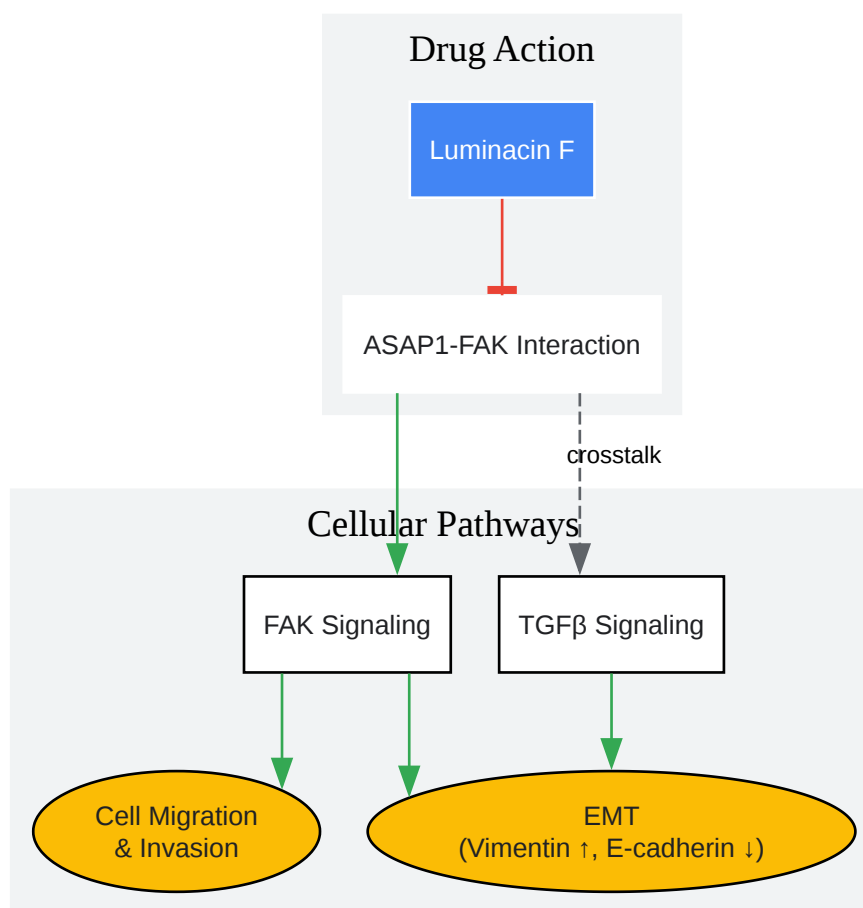 Drug Action
Luminacin F
ASAP1-FAK Interaction
crosstalk
Cellular Pathways
FAK Signaling
TGFβ Signaling
Cell Migration
& Invasion
EMT
(Vimentin ↑, E-cadherin ↓)